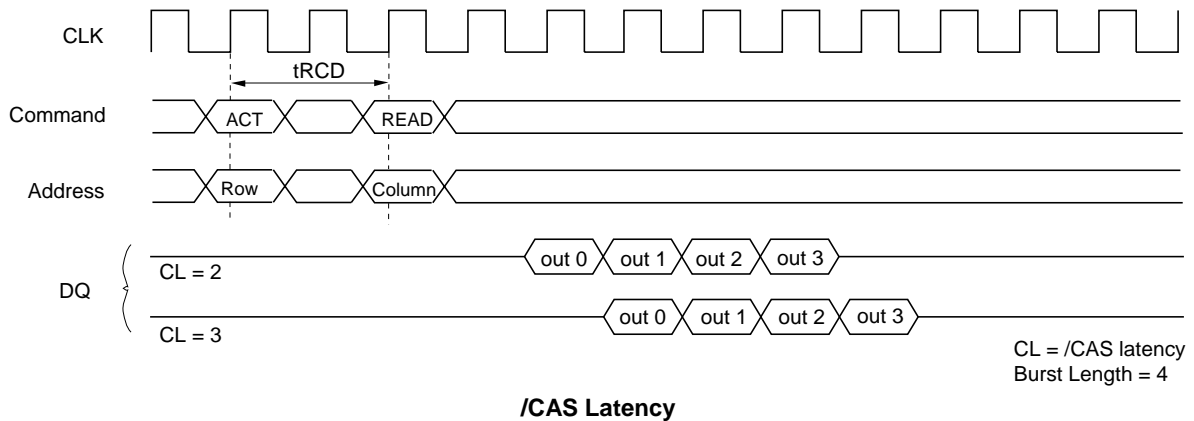 CLK
tRCD
Command
ACT
READ
Address
Row
Column
DQ
CL = 2
out 0
out 1
out 2
out 3
CL = 3
out 0
out 1
out 2
out 3
CL = /CAS latency
Burst Length = 4
/CAS Latency